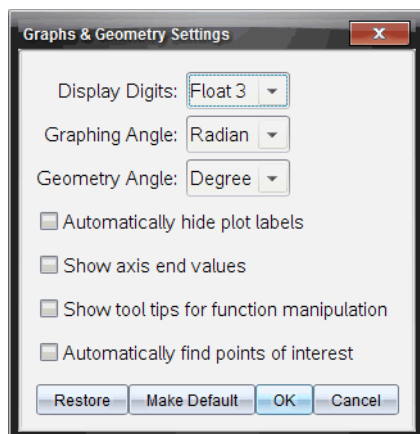 Graphs & Geometry Settings
Display Digits: Float 3
Graphing Angle: Radian
Geometry Angle: Degree
Automatically hide plot labels
Show axis end values
Show tool tips for function manipulation
Automatically find points of interest
Restore Make Default OK Cancel